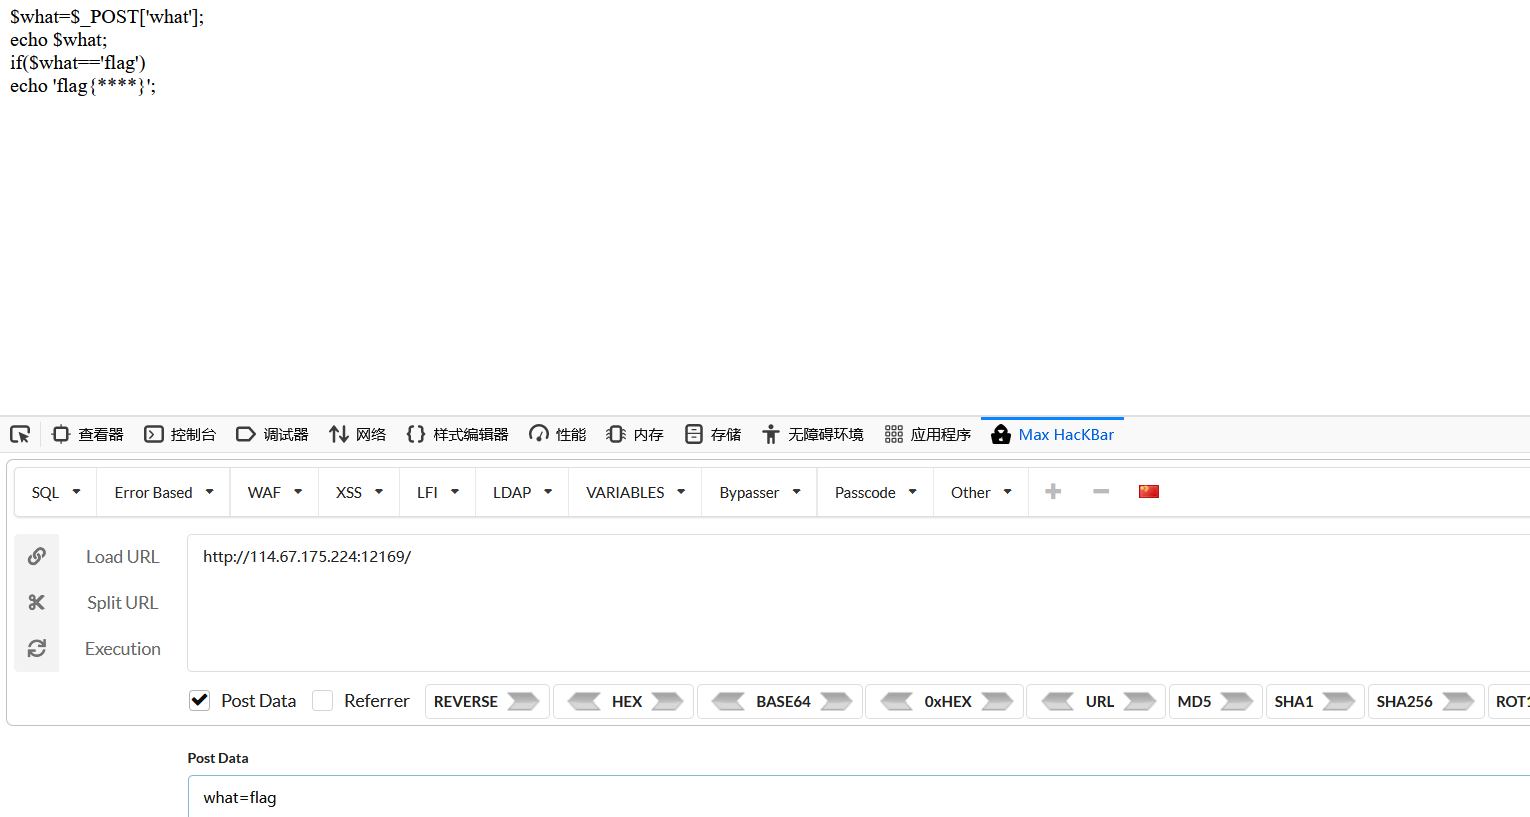 $what=$_POST['what'];
echo $what;
if($what=='flag')
echo 'flag{****}';
查看器 控制台 调试器 网络 样式编辑器 性能 内存 存储 无障碍环境 应用程序 Max HacKBar
SQL Error Based WAF XSS LFI LDAP VARIABLES Bypasser Passcode Other
Load URL http://114.67.175.224:12169/
Split URL
Execution
Post Data Referrer REVERSE HEX BASE64 0xHEX URL MD5 SHA1 SHA256 ROT1
Post Data
what=flag